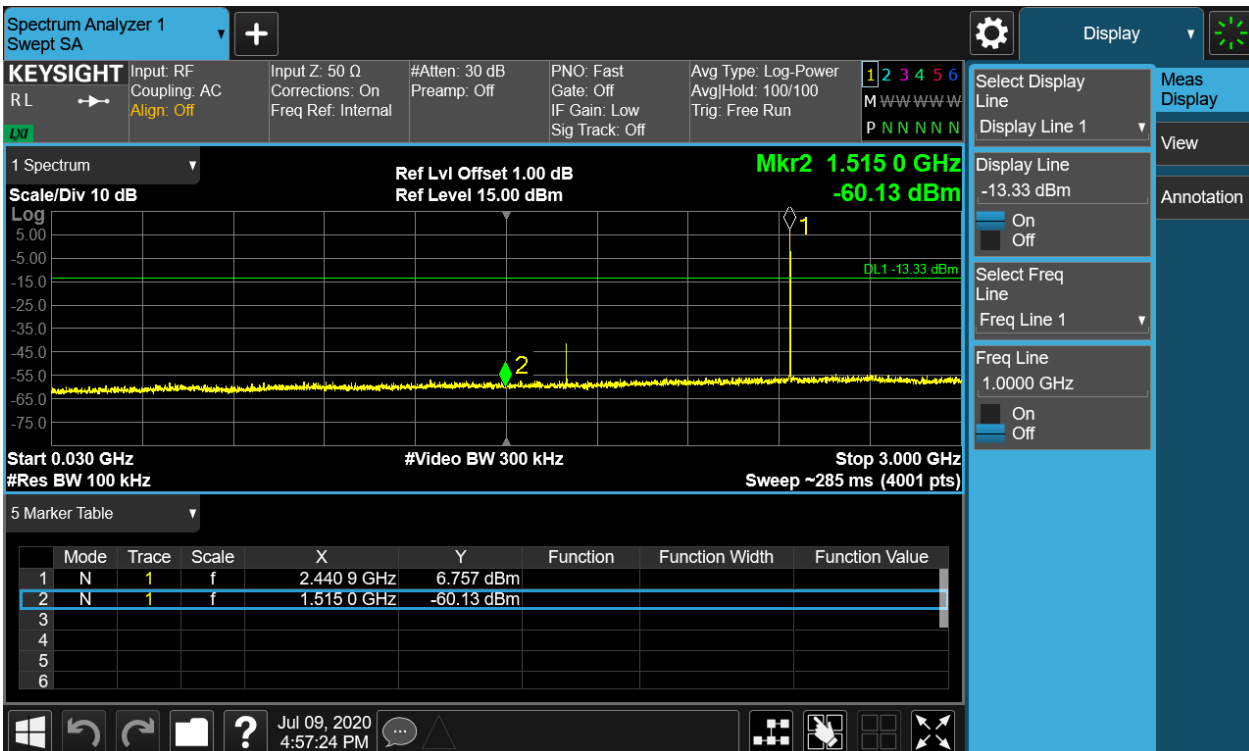 Spectrum Analyzer 1
Swept SA
+
Display
KEYSIGHT
R L
LXI
Input: RF
Coupling: AC
Align: Off
Input Z: 50 Ω
Corrections: On
Freq Ref: Internal
#Atten: 30 dB
Preamp: Off
PNO: Fast
Gate: Off
IF Gain: Low
Sig Track: Off
Avg Type: Log-Power
Avg|Hold: 100/100
Trig: Free Run
1 2 3 4 5 6
M W W W W W
P N N N N N
1 Spectrum
Scale/Div 10 dB
Ref Lvl Offset 1.00 dB
Ref Level 15.00 dBm
Mkr2 1.515 0 GHz
-60.13 dBm
Log
5.00
-5.00
-15.0
-25.0
-35.0
-45.0
-55.0
-65.0
-75.0
1
DL1 -13.33 dBm
2
Start 0.030 GHz
#Res BW 100 kHz
#Video BW 300 kHz
Stop 3.000 GHz
Sweep ~285 ms (4001 pts)
5 Marker Table
Mode Trace Scale X Y Function Function Width Function Value
1 N 1 f 2.440 9 GHz 6.757 dBm
2 N 1 f 1.515 0 GHz -60.13 dBm
3
4
5
6
?
Jul 09, 2020
4:57:24 PM
Select Display
Line
Display Line 1
Display Line
-13.33 dBm
On
Off
Select Freq
Line
Freq Line 1
Freq Line
1.0000 GHz
On
Off
Meas
Display
View
Annotation